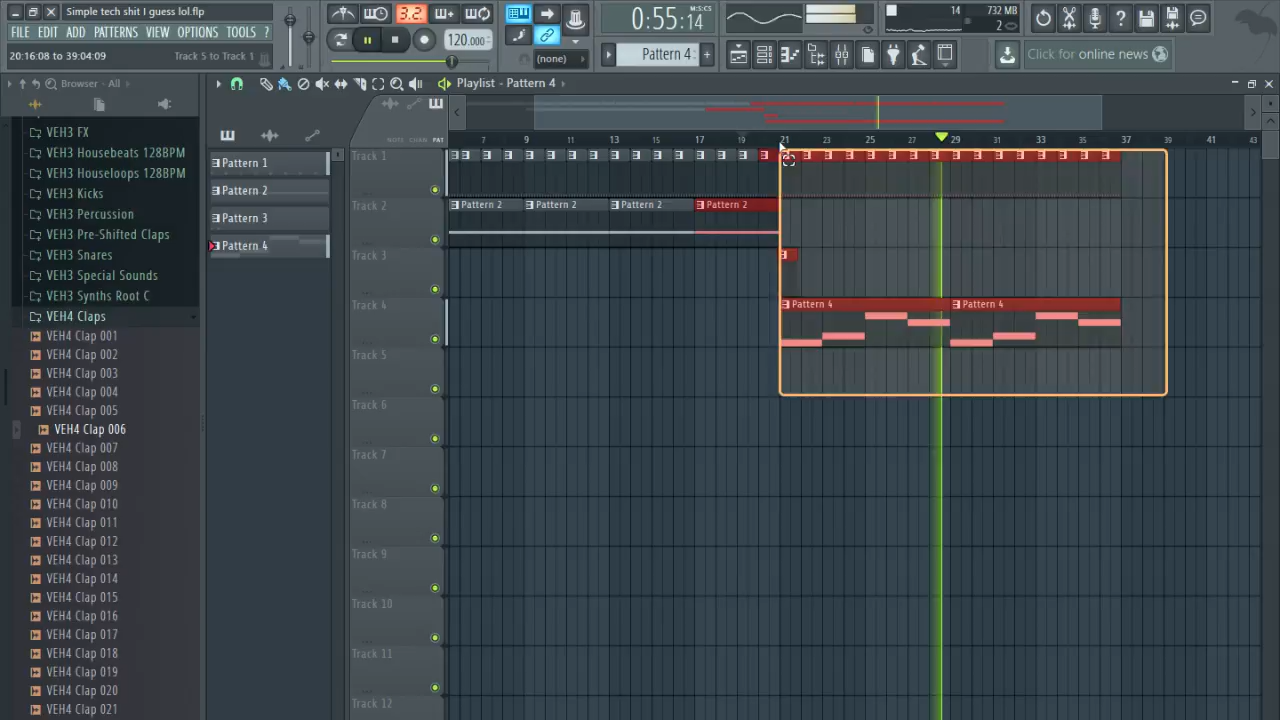 Simple tech shit I guess lol.flp
3.2
0:55:14
M:S:CS
14
732 MB
2
FILE EDIT ADD PATTERNS VIEW OPTIONS TOOLS ?
120.000
20:16:08 to 39:04:09
Track 5 to Track 1
(none)
Pattern 4
Click for online news
Browser - All
Playlist - Pattern 4
NOTE CHAN PAT
7 9 11 13 15 17 19 21 23 25 27 29 31 33 35 37 39 41 43
VEH3 FX
VEH3 Housebeats 128BPM
VEH3 Houseloops 128BPM
VEH3 Kicks
VEH3 Percussion
VEH3 Pre-Shifted Claps
VEH3 Snares
VEH3 Special Sounds
VEH3 Synths Root C
VEH4 Claps
VEH4 Clap 001
VEH4 Clap 002
VEH4 Clap 003
VEH4 Clap 004
VEH4 Clap 005
VEH4 Clap 006
VEH4 Clap 007
VEH4 Clap 008
VEH4 Clap 009
VEH4 Clap 010
VEH4 Clap 011
VEH4 Clap 012
VEH4 Clap 013
VEH4 Clap 014
VEH4 Clap 015
VEH4 Clap 016
VEH4 Clap 017
VEH4 Clap 018
VEH4 Clap 019
VEH4 Clap 020
VEH4 Clap 021
Pattern 1
Pattern 2
Pattern 3
Pattern 4
Track 1
Track 2
Pattern 2 Pattern 2 Pattern 2 Pattern 2
Track 3
Track 4
Pattern 4 Pattern 4
Track 5
Track 6
Track 7
Track 8
Track 9
Track 10
Track 11
Track 12